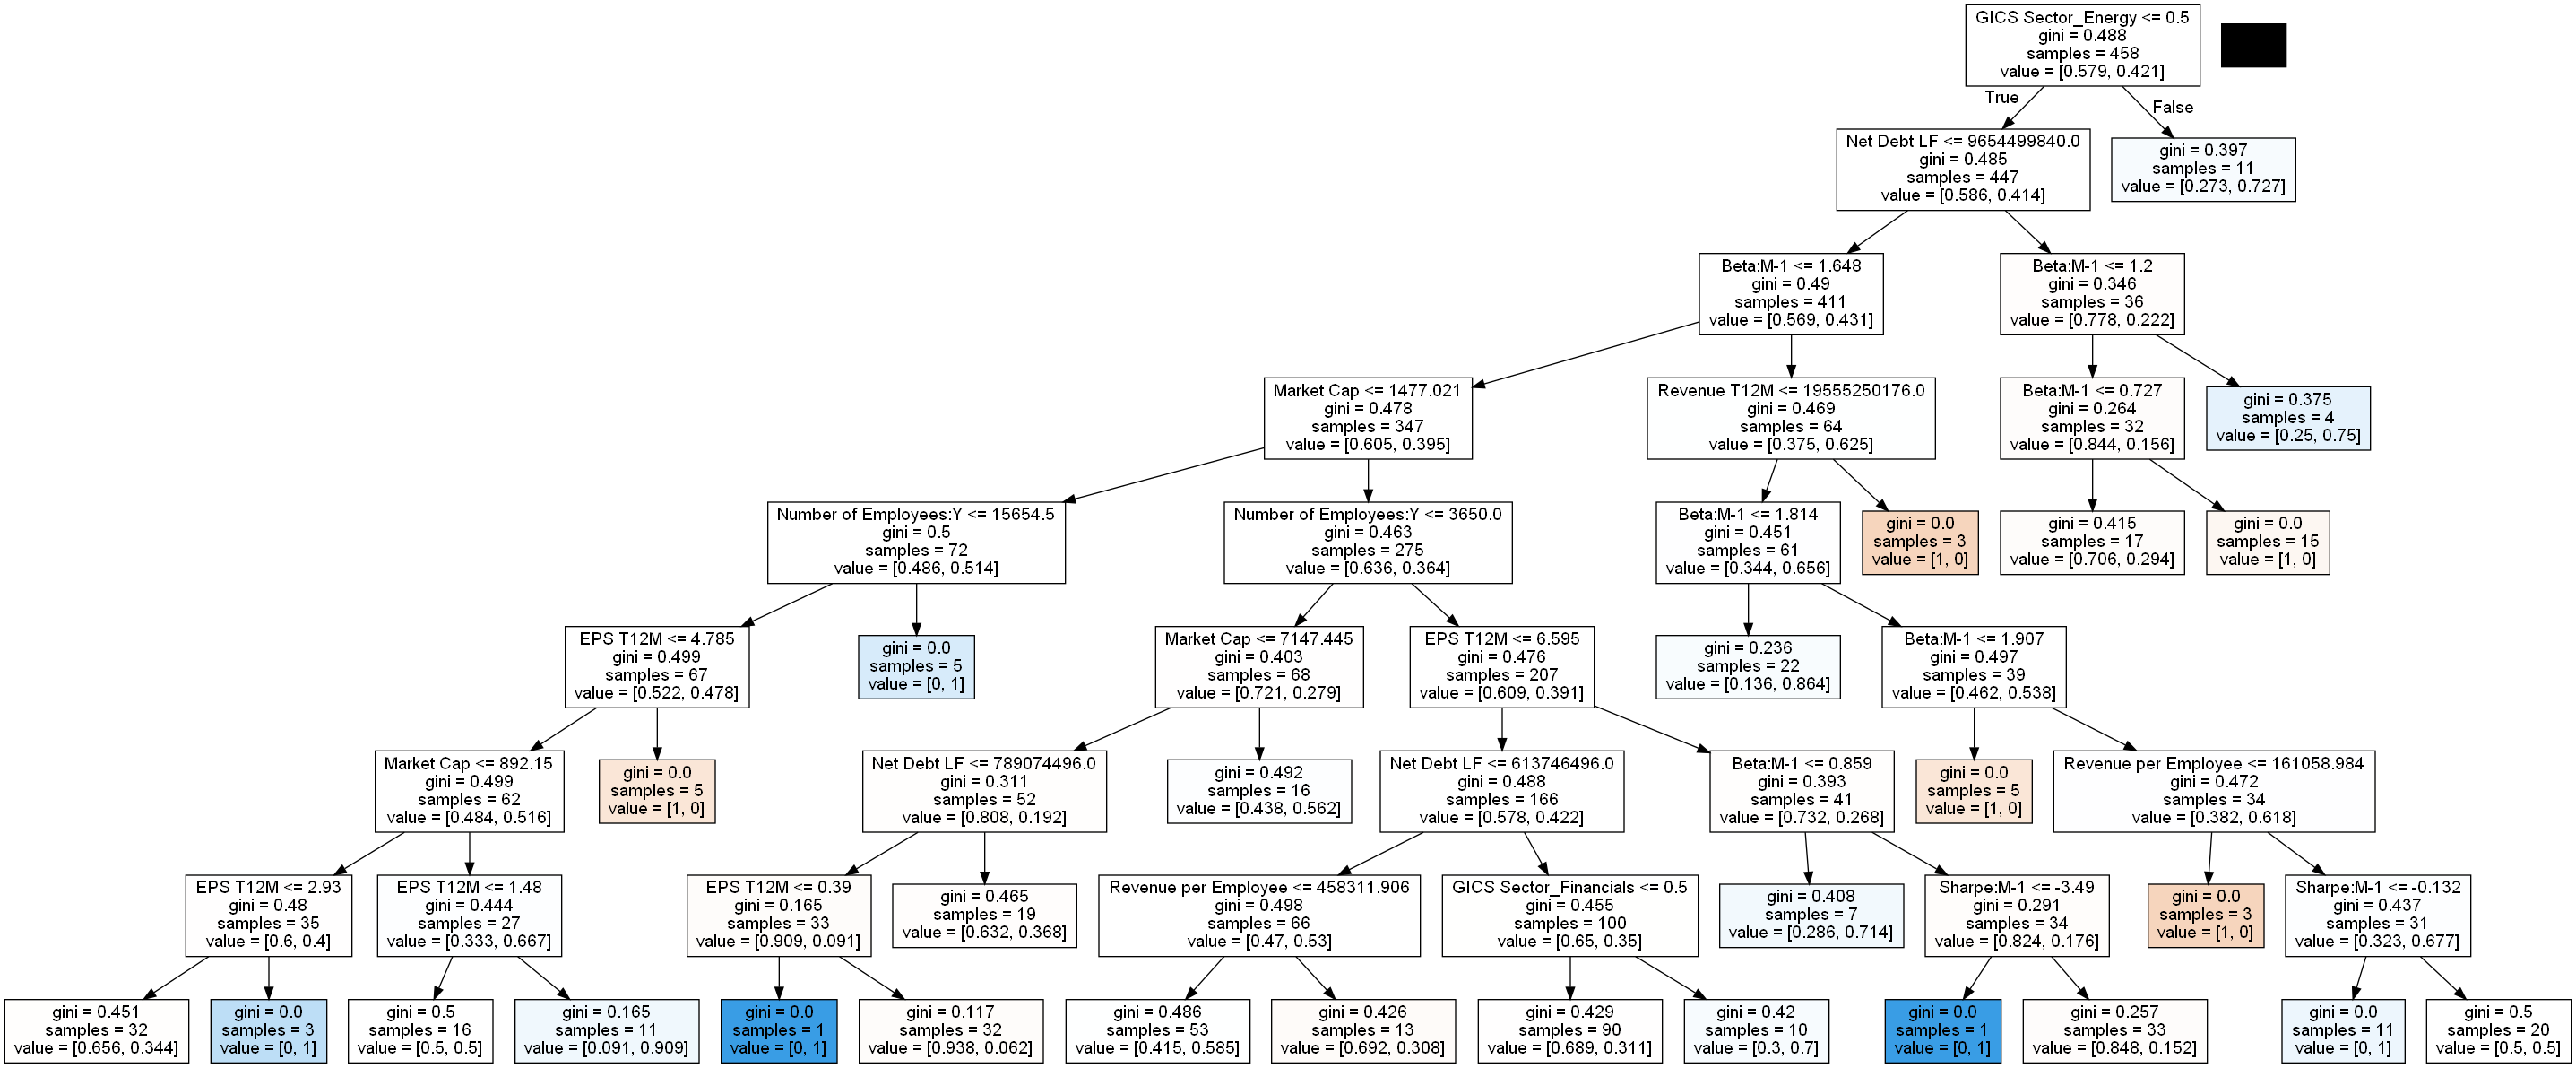 GICS Sector_Energy <= 0.5
gini = 0.488
samples = 458
value = [0.579, 0.421]
True
False
Net Debt LF <= 9654499840.0
gini = 0.485
samples = 447
value = [0.586, 0.414]
gini = 0.397
samples = 11
value = [0.273, 0.727]
Beta:M-1 <= 1.648
gini = 0.49
samples = 411
value = [0.569, 0.431]
Beta:M-1 <= 1.2
gini = 0.346
samples = 36
value = [0.778, 0.222]
Market Cap <= 1477.021
gini = 0.478
samples = 347
value = [0.605, 0.395]
Revenue T12M <= 19555250176.0
gini = 0.469
samples = 64
value = [0.375, 0.625]
Beta:M-1 <= 0.727
gini = 0.264
samples = 32
value = [0.844, 0.156]
gini = 0.375
samples = 4
value = [0.25, 0.75]
Number of Employees:Y <= 15654.5
gini = 0.5
samples = 72
value = [0.486, 0.514]
Number of Employees:Y <= 3650.0
gini = 0.463
samples = 275
value = [0.636, 0.364]
Beta:M-1 <= 1.814
gini = 0.451
samples = 61
value = [0.344, 0.656]
gini = 0.0
samples = 3
value = [1, 0]
gini = 0.415
samples = 17
value = [0.706, 0.294]
gini = 0.0
samples = 15
value = [1, 0]
EPS T12M <= 4.785
gini = 0.499
samples = 67
value = [0.522, 0.478]
gini = 0.0
samples = 5
value = [0, 1]
Market Cap <= 7147.445
gini = 0.403
samples = 68
value = [0.721, 0.279]
EPS T12M <= 6.595
gini = 0.476
samples = 207
value = [0.609, 0.391]
gini = 0.236
samples = 22
value = [0.136, 0.864]
Beta:M-1 <= 1.907
gini = 0.497
samples = 39
value = [0.462, 0.538]
Market Cap <= 892.15
gini = 0.499
samples = 62
value = [0.484, 0.516]
gini = 0.0
samples = 5
value = [1, 0]
Net Debt LF <= 789074496.0
gini = 0.311
samples = 52
value = [0.808, 0.192]
gini = 0.492
samples = 16
value = [0.438, 0.562]
Net Debt LF <= 613746496.0
gini = 0.488
samples = 166
value = [0.578, 0.422]
Beta:M-1 <= 0.859
gini = 0.393
samples = 41
value = [0.732, 0.268]
gini = 0.0
samples = 5
value = [1, 0]
Revenue per Employee <= 161058.984
gini = 0.472
samples = 34
value = [0.382, 0.618]
EPS T12M <= 2.93
gini = 0.48
samples = 35
value = [0.6, 0.4]
EPS T12M <= 1.48
gini = 0.444
samples = 27
value = [0.333, 0.667]
EPS T12M <= 0.39
gini = 0.165
samples = 33
value = [0.909, 0.091]
gini = 0.465
samples = 19
value = [0.632, 0.368]
Revenue per Employee <= 458311.906
gini = 0.498
samples = 66
value = [0.47, 0.53]
GICS Sector_Financials <= 0.5
gini = 0.455
samples = 100
value = [0.65, 0.35]
gini = 0.408
samples = 7
value = [0.286, 0.714]
Sharpe:M-1 <= -3.49
gini = 0.291
samples = 34
value = [0.824, 0.176]
gini = 0.0
samples = 3
value = [1, 0]
Sharpe:M-1 <= -0.132
gini = 0.437
samples = 31
value = [0.323, 0.677]
gini = 0.451
samples = 32
value = [0.656, 0.344]
gini = 0.0
samples = 3
value = [0, 1]
gini = 0.5
samples = 16
value = [0.5, 0.5]
gini = 0.165
samples = 11
value = [0.091, 0.909]
gini = 0.0
samples = 1
value = [0, 1]
gini = 0.117
samples = 32
value = [0.938, 0.062]
gini = 0.486
samples = 53
value = [0.415, 0.585]
gini = 0.426
samples = 13
value = [0.692, 0.308]
gini = 0.429
samples = 90
value = [0.689, 0.311]
gini = 0.42
samples = 10
value = [0.3, 0.7]
gini = 0.0
samples = 1
value = [0, 1]
gini = 0.257
samples = 33
value = [0.848, 0.152]
gini = 0.0
samples = 11
value = [0, 1]
gini = 0.5
samples = 20
value = [0.5, 0.5]